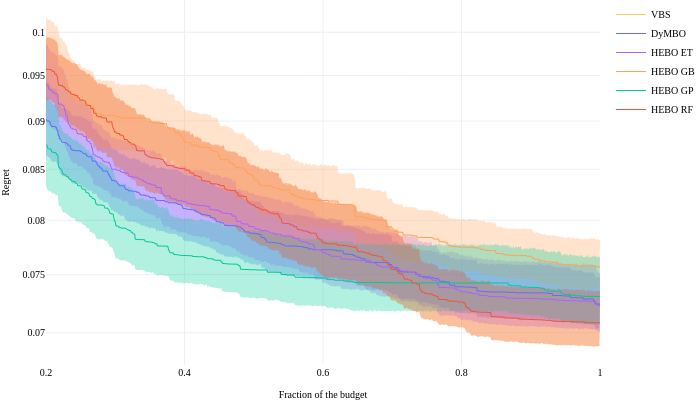 0.1
0.095
0.09
0.085
0.08
0.075
0.07
Regret
0.2
0.4
0.6
0.8
1
Fraction of the budget
VBS
DyMBO
HEBO ET
HEBO GB
HEBO GP
HEBO RF